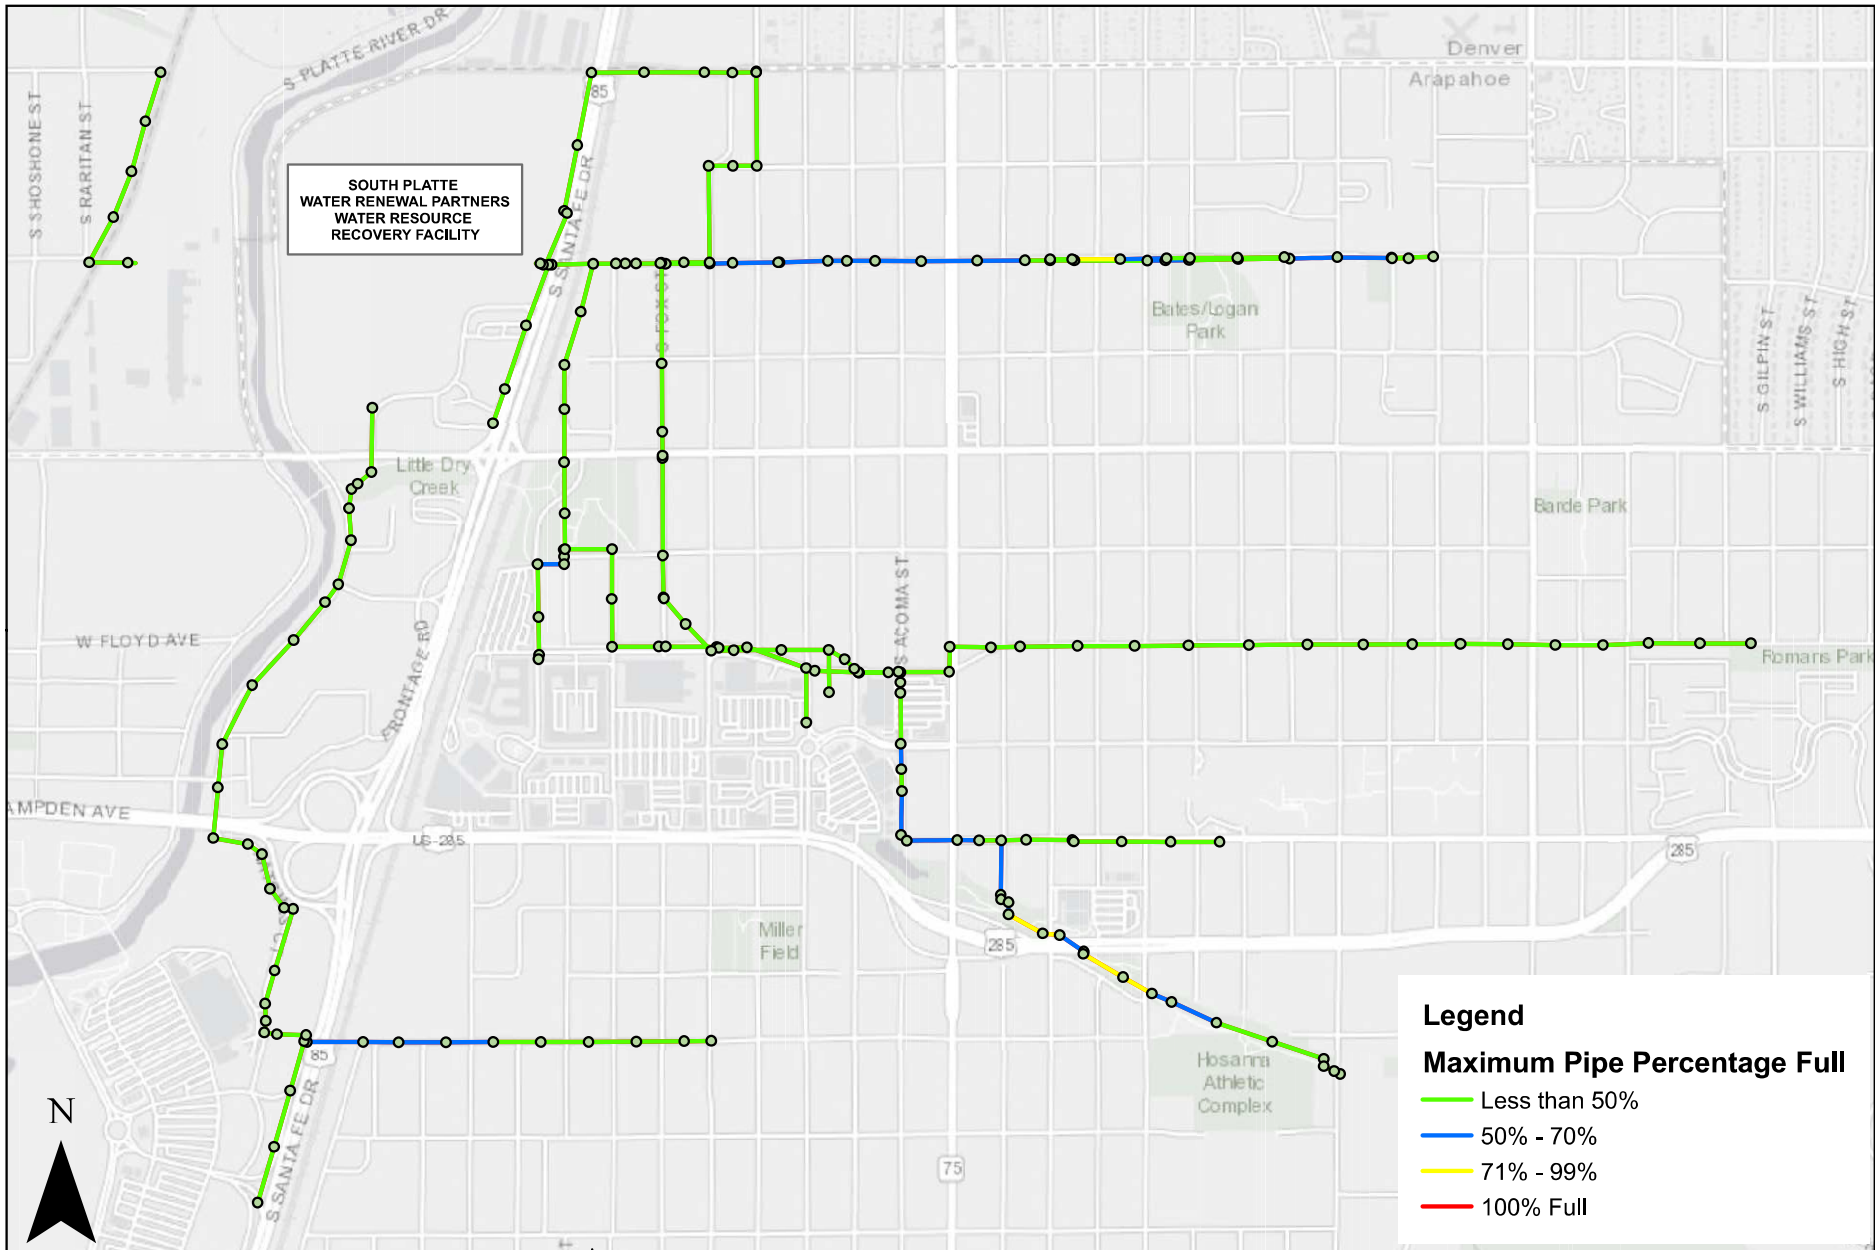 Denver
Arapahoe
S PLATTE RIVER DR
85
S SHOSHONE ST
S RARITAN ST
SOUTH PLATTE
WATER RENEWAL PARTNERS
WATER RESOURCE
RECOVERY FACILITY
S SANTA FE DR
S FOX ST
Bates/Logan
Park
S GILPIN ST
S WILLIAMS ST
S HIGH ST
Little Dry
Creek
Barde Park
S ACOMA ST
W FLOYD AVE
FRONTAGE RD
Romans Park
AMPDEN AVE
US-285
285
Miller
Field
285
85
Hosanna
Athletic
Complex
S SANTA FE DR
75
N
Legend
Maximum Pipe Percentage Full
Less than 50%
50% - 70%
71% - 99%
100% Full